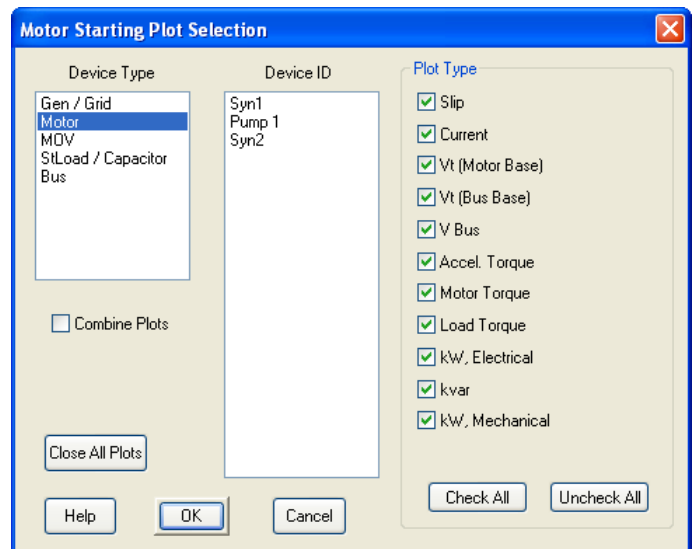 Motor Starting Plot Selection
Device Type
Gen / Grid
Motor
MOV
StLoad / Capacitor
Bus
Combine Plots
Close All Plots
Device ID
Syn1
Pump 1
Syn2
Plot Type
Slip
Current
Vt (Motor Base)
Vt (Bus Base)
V Bus
Accel. Torque
Motor Torque
Load Torque
kW, Electrical
kvar
kW, Mechanical
Check All
Uncheck All
Help
OK
Cancel